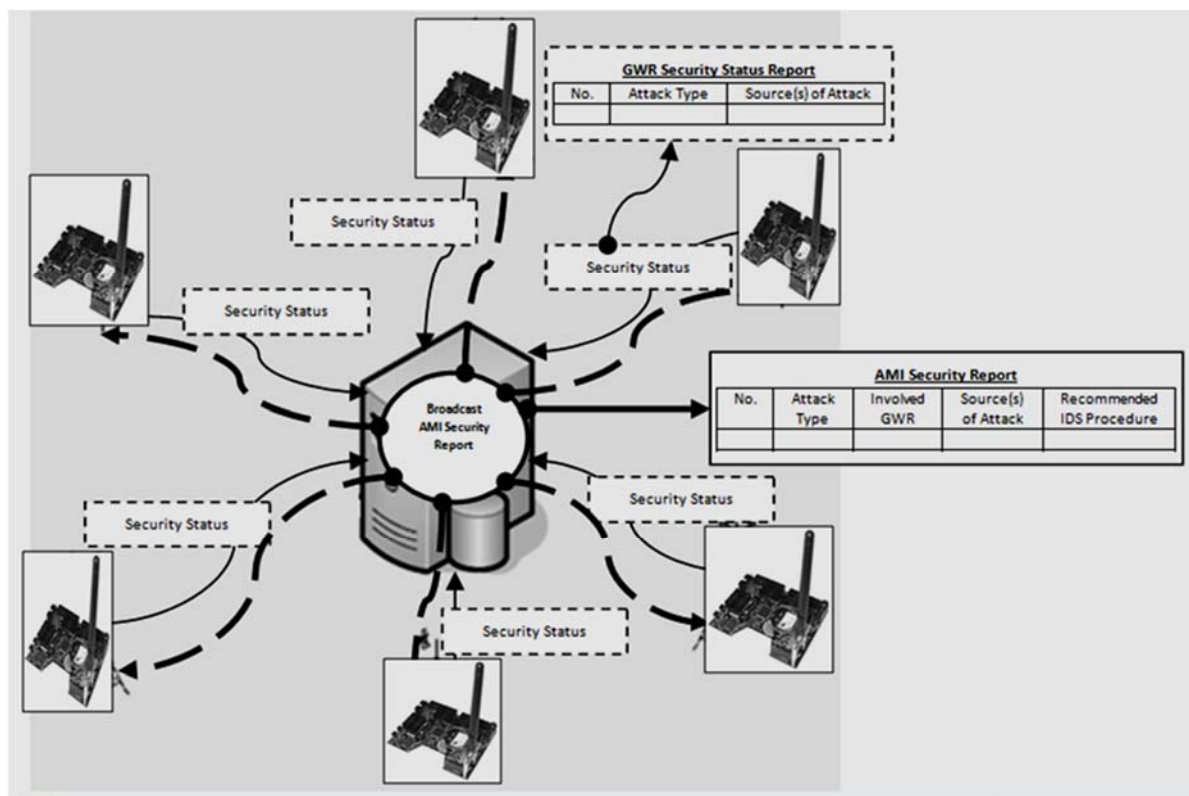 GWR Security Status Report
No. Attack Type Source(s) of Attack
Security Status
Security Status
Security Status
AMI Security Report
No. Attack Type Involved GWR Source(s) of Attack Recommended IDS Procedure
Broadcast
AMI Security
Report
Security Status
Security Status
Security Status